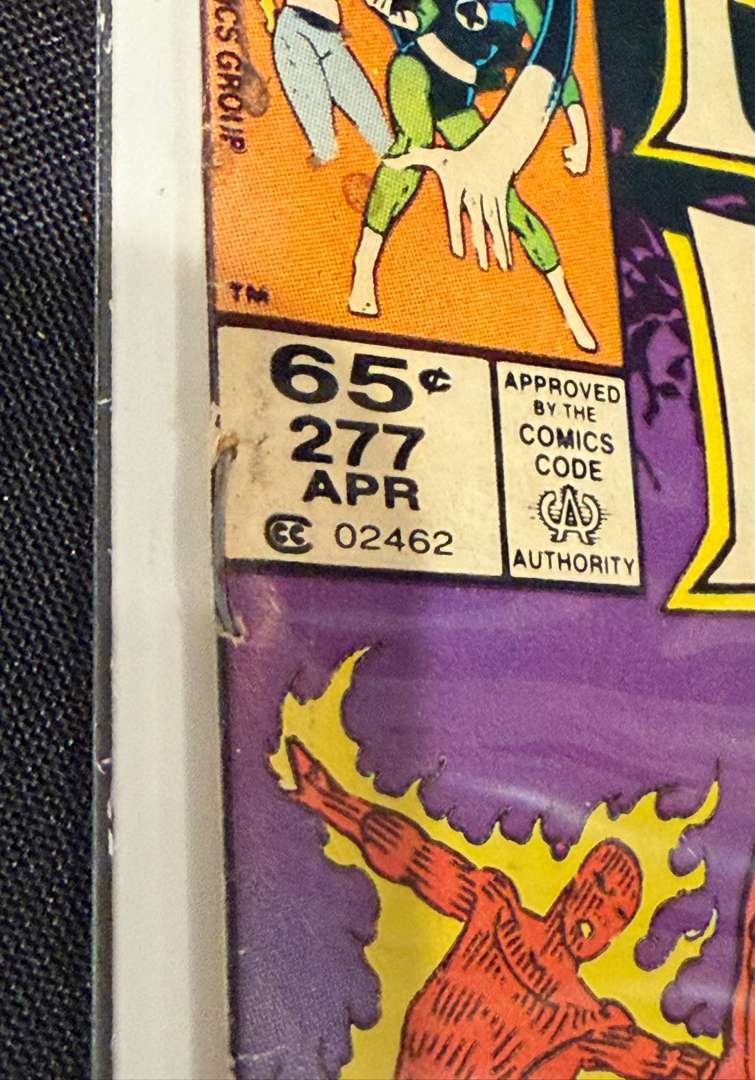 CS GROUP
TM
65¢
277
APR
CC 02462
APPROVED
BY THE
COMICS
CODE
AUTHORITY